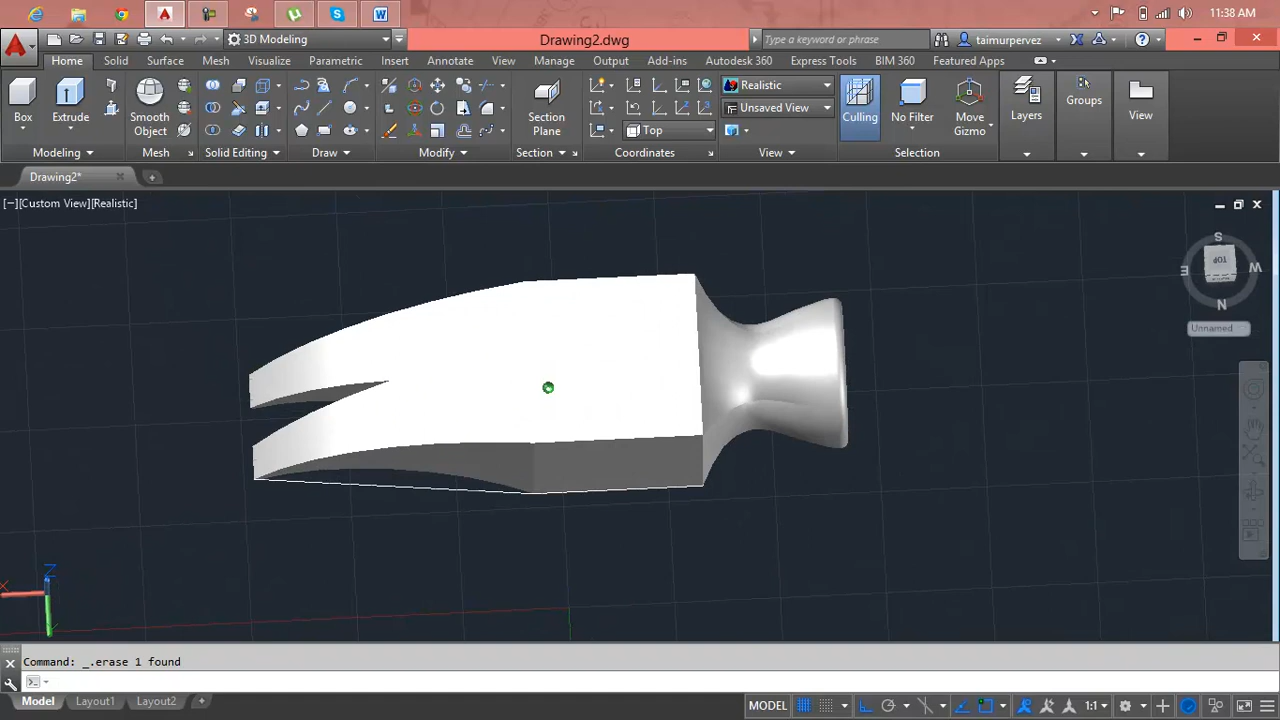 11:38 AM
3D Modeling
Drawing2.dwg
Type a keyword or phrase
taimurpervez
Home Solid Surface Mesh Visualize Parametric Insert Annotate View Manage Output Add-ins Autodesk 360 Express Tools BIM 360 Featured Apps
Box
Extrude
Smooth Object
Section Plane
Realistic
Unsaved View
Top
Culling
No Filter
Move Gizmo
Layers
Groups
View
Modeling
Mesh
Solid Editing
Draw
Modify
Section
Coordinates
View
Selection
Drawing2*
[−][Custom View][Realistic]
S
E
TOP
W
N
Unnamed
X
Z
Command: _.erase 1 found
Model Layout1 Layout2
MODEL
1:1